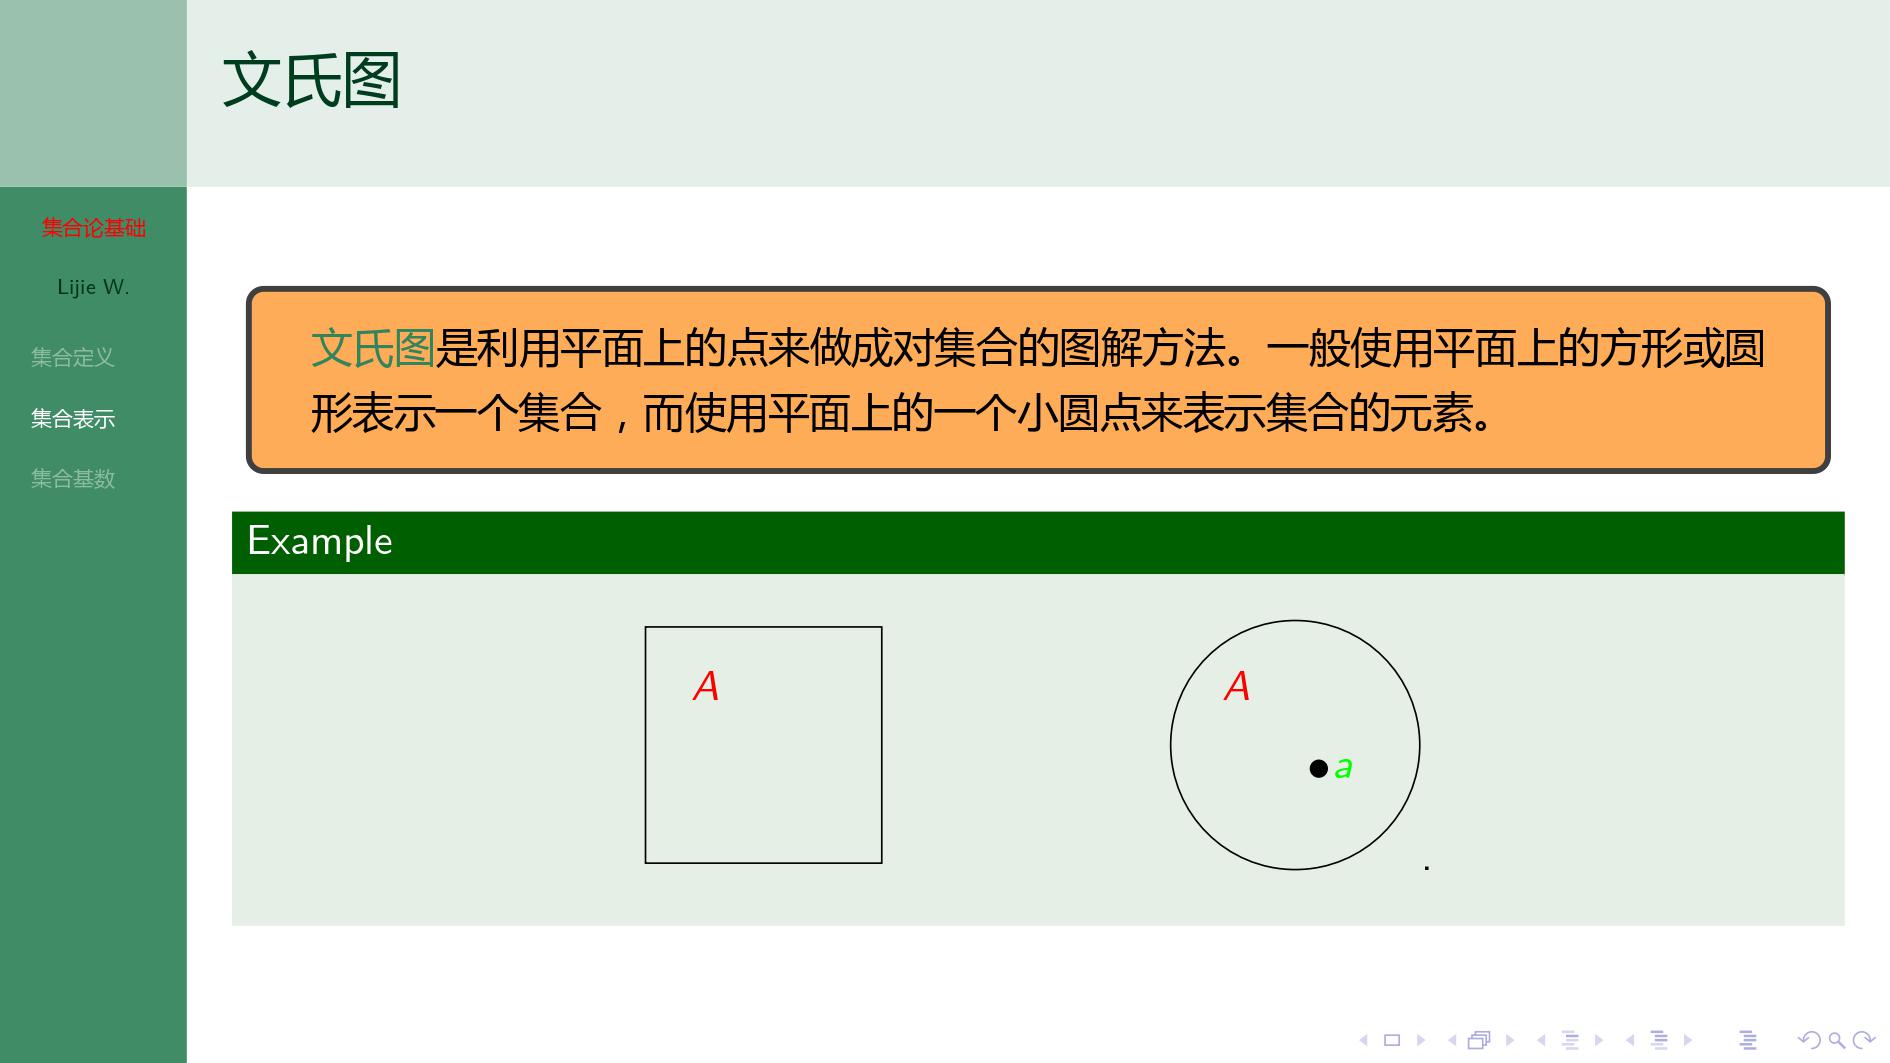 文氏图
集合论基础
Lijie W.
集合定义
集合表示
集合基数
文氏图是利用平面上的点来做成对集合的图解方法。一般使用平面上的方形或圆
形表示一个集合，而使用平面上的一个小圆点来表示集合的元素。
Example
A
A
a
.